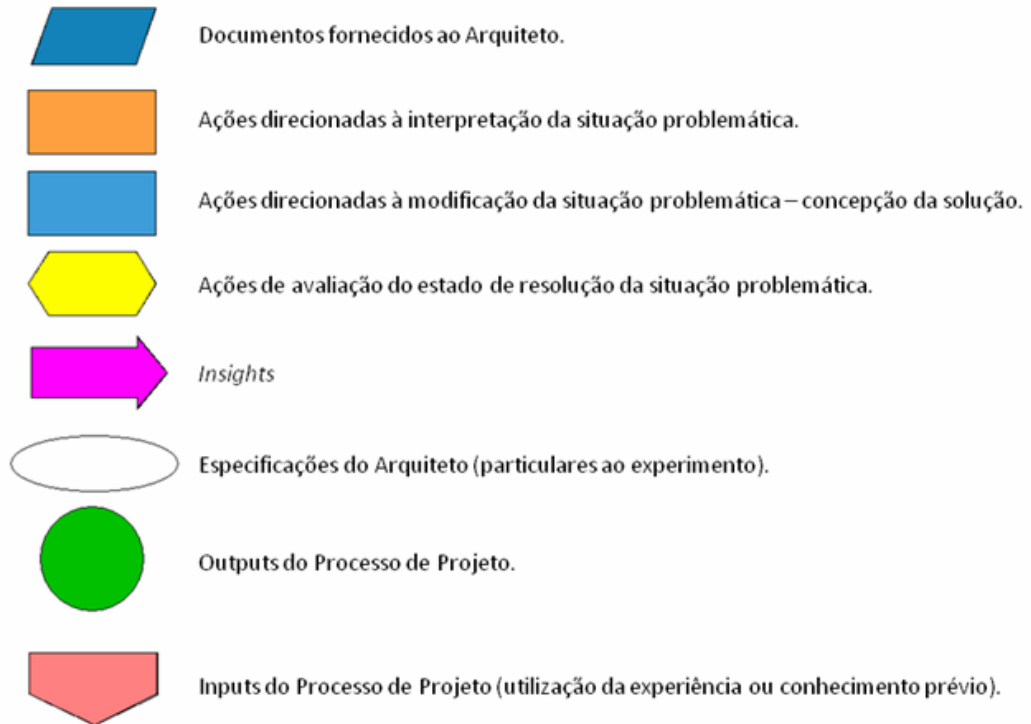 Documentos fornecidos ao Arquiteto.
Ações direcionadas à interpretação da situação problemática.
Ações direcionadas à modificação da situação problemática – concepção da solução.
Ações de avaliação do estado de resolução da situação problemática.
Insights
Especificações do Arquiteto (particulares ao experimento).
Outputs do Processo de Projeto.
Inputs do Processo de Projeto (utilização da experiência ou conhecimento prévio).